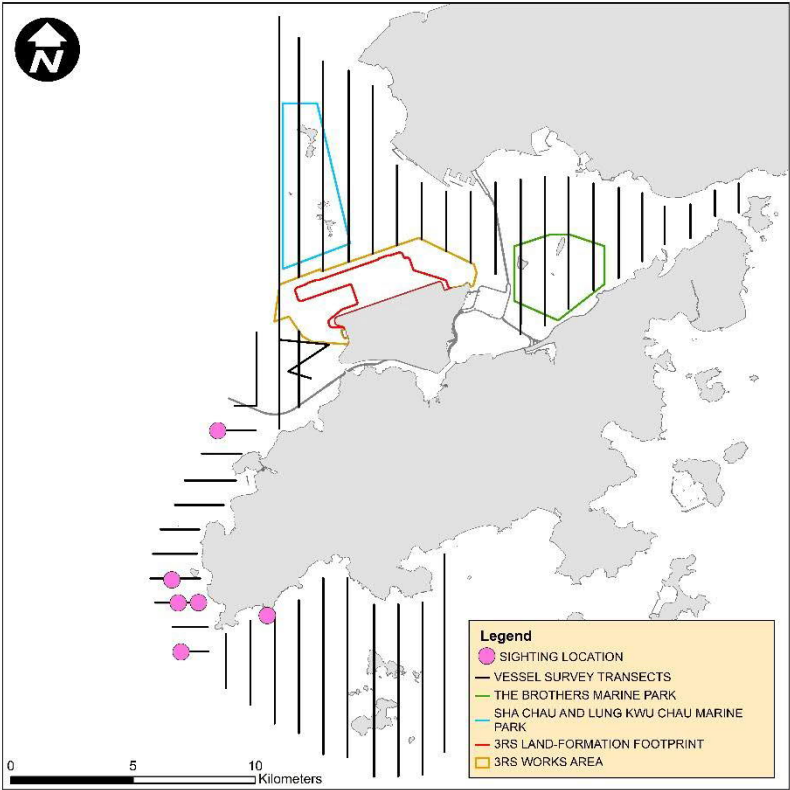 N
Legend
SIGHTING LOCATION
VESSEL SURVEY TRANSECTS
THE BROTHERS MARINE PARK
SHA CHAU AND LUNG KWU CHAU MARINE
PARK
3RS LAND-FORMATION FOOTPRINT
3RS WORKS AREA
0 5 10
Kilometers